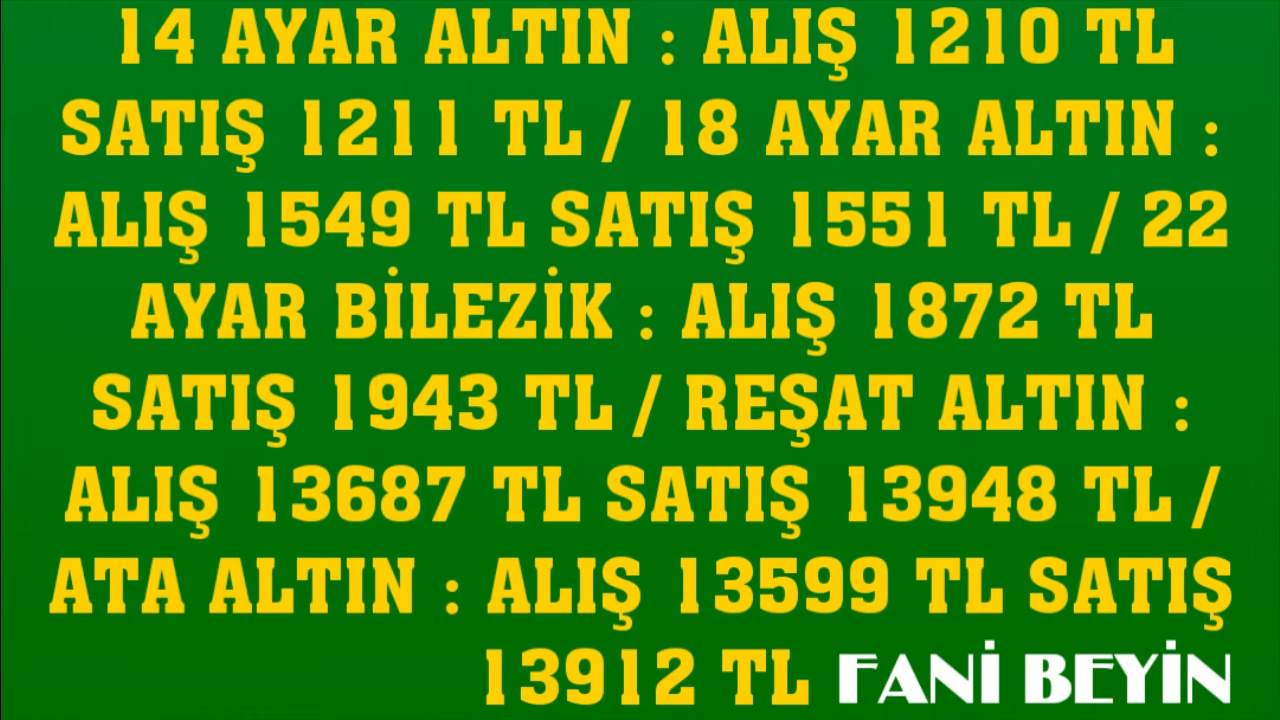 14 AYAR ALTIN : ALIŞ 1210 TL
SATIŞ 1211 TL / 18 AYAR ALTIN :
ALIŞ 1549 TL SATIŞ 1551 TL / 22
AYAR BİLEZİK : ALIŞ 1872 TL
SATIŞ 1943 TL / REŞAT ALTIN :
ALIŞ 13687 TL SATIŞ 13948 TL /
ATA ALTIN : ALIŞ 13599 TL SATIŞ
13912 TL FANİ BEYİN